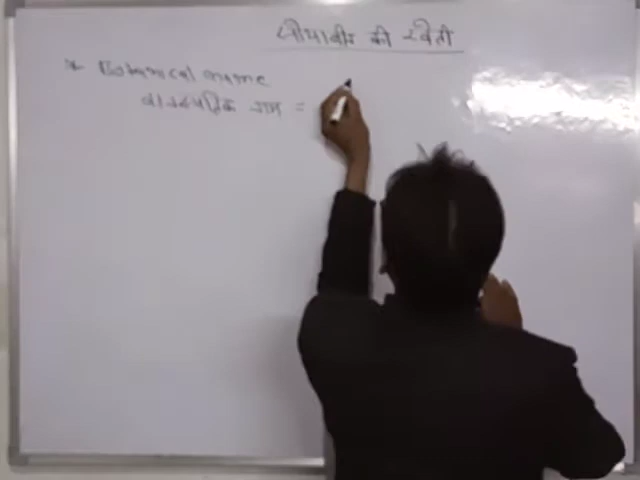 सोयाबीन की खेती
* Botanical name
वानस्पतिक नाम =